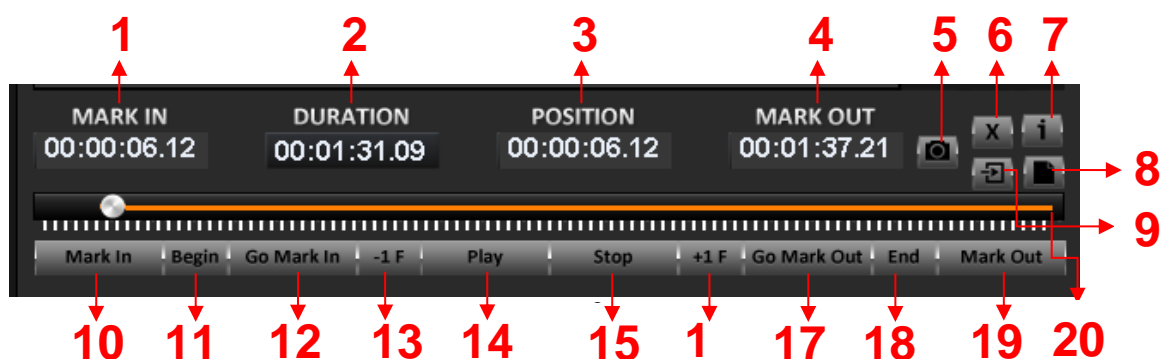 1 2 3 4 5 6 7
MARK IN DURATION POSITION MARK OUT
00:00:06.12 00:01:31.09 00:00:06.12 00:01:37.21
X i
8
9
Mark In Begin Go Mark In -1 F Play Stop +1 F Go Mark Out End Mark Out
10 11 12 13 14 15 1 17 18 19 20